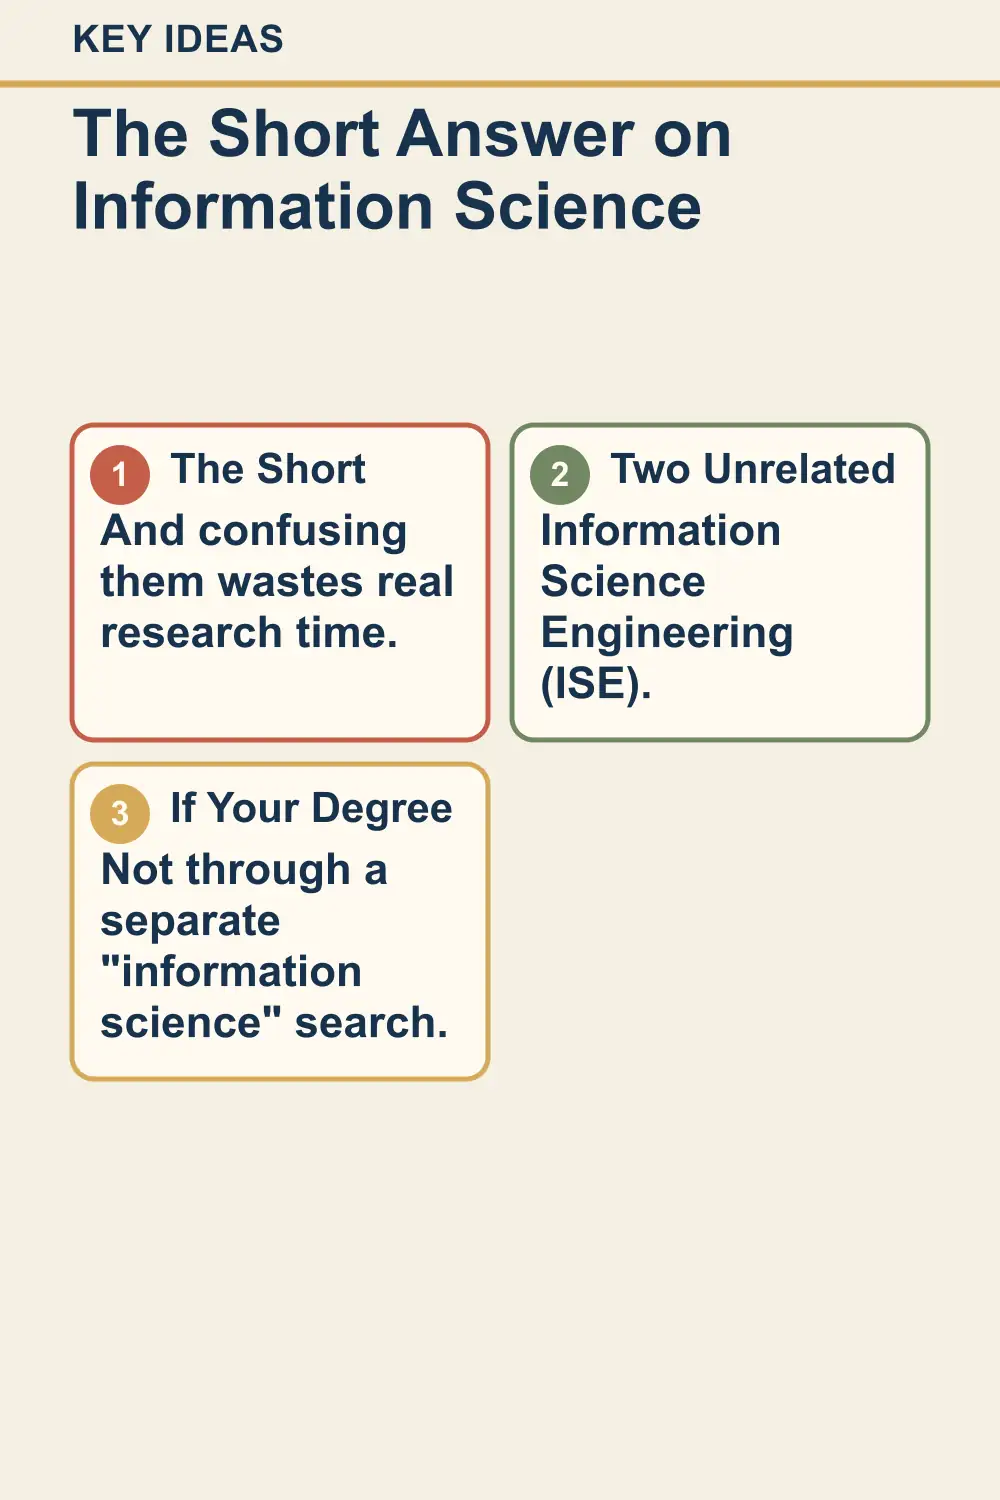 KEY IDEAS
The Short Answer on
Information Science
1 The Short
And confusing
them wastes real
research time.
2 Two Unrelated
Information
Science
Engineering
(ISE).
3 If Your Degree
Not through a
separate
"information
science" search.